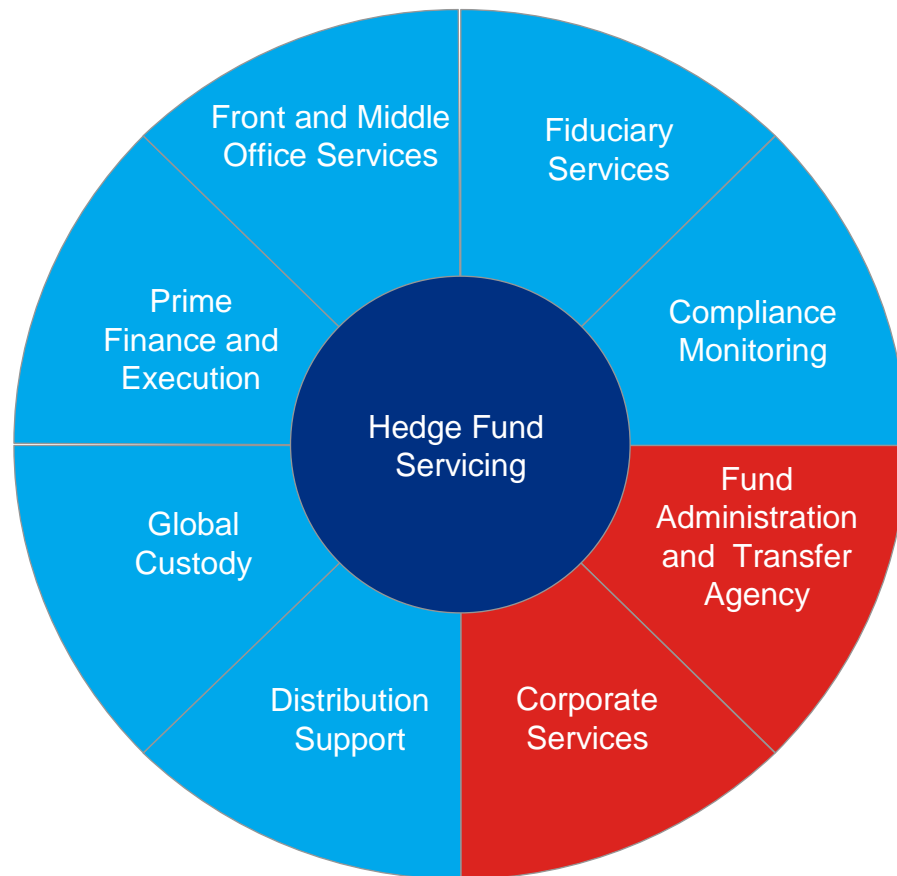 Front and Middle
Office Services
Fiduciary
Services
Prime
Finance and
Execution
Compliance
Monitoring
Hedge Fund
Servicing
Global
Custody
Fund
Administration
and Transfer
Agency
Distribution
Support
Corporate
Services